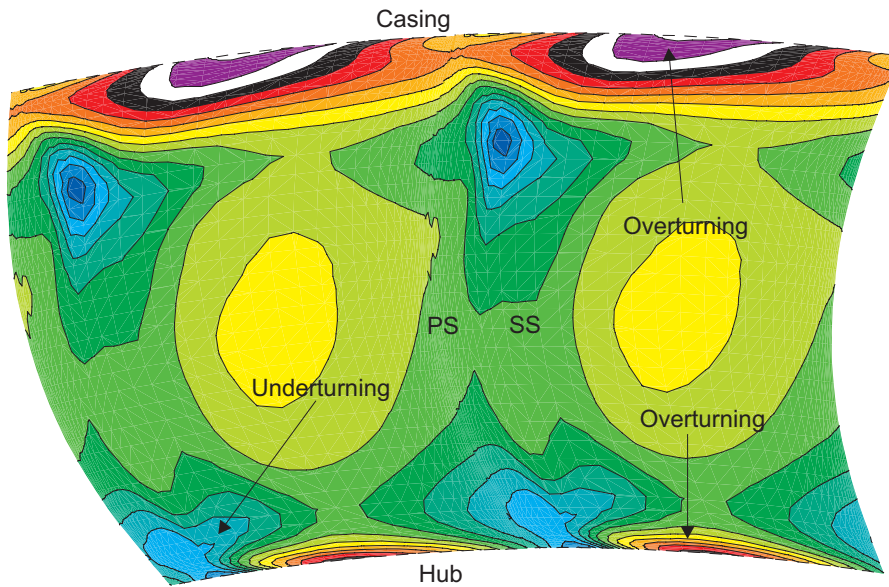 Casing
Overturning
PS
SS
Underturning
Overturning
Hub